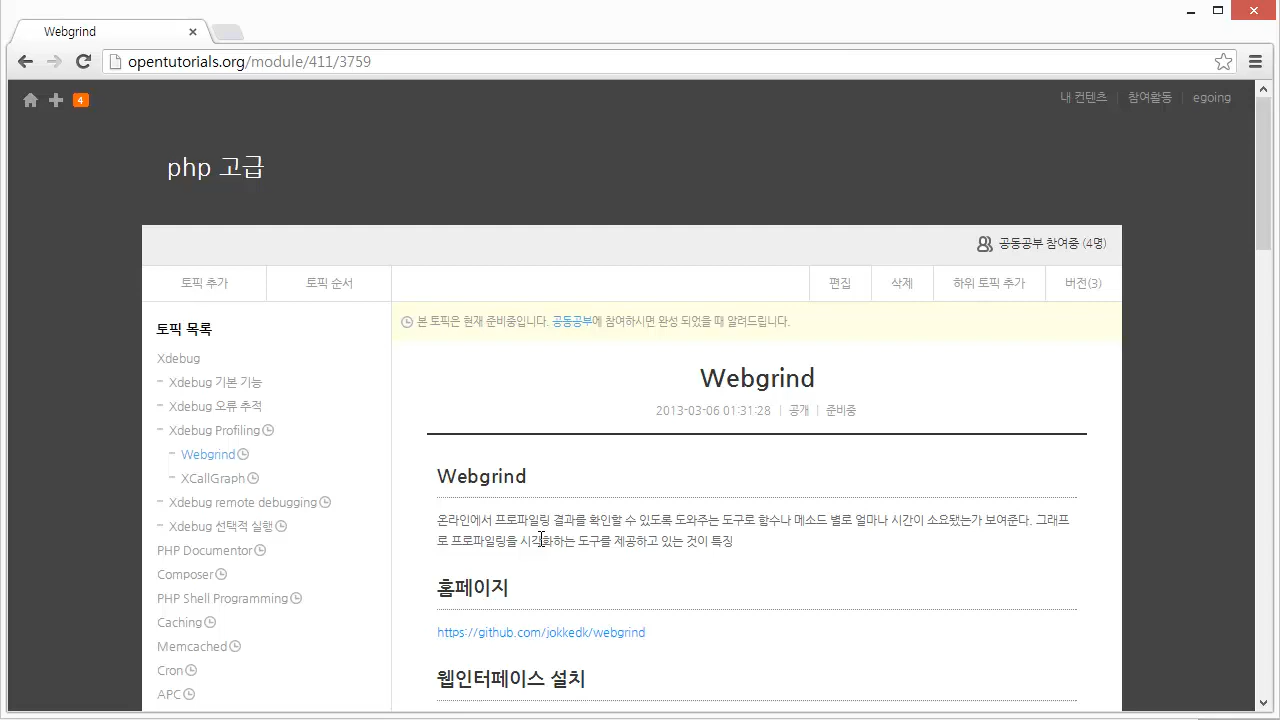 Webgrind
opentutorials.org/module/411/3759
4
내 컨텐츠
참여활동
egoing
php 고급
공동공부 참여중 (4명)
토픽 추가
토픽 순서
편집
삭제
하위 토픽 추가
버전(3)
토픽 목록
Xdebug
- Xdebug 기본 기능
- Xdebug 오류 추적
- Xdebug Profiling
- Webgrind
- XCallGraph
- Xdebug remote debugging
- Xdebug 선택적 실행
PHP Documentor
Composer
PHP Shell Programming
Caching
Memcached
Cron
APC
본 토픽은 현재 준비중입니다. 공동공부에 참여하시면 완성 되었을 때 알려드립니다.
Webgrind
2013-03-06 01:31:28 | 공개 | 준비중
Webgrind
온라인에서 프로파일링 결과를 확인할 수 있도록 도와주는 도구로 함수나 메소드 별로 얼마나 시간이 소요됐는가 보여준다. 그래프
로 프로파일링을 시각화하는 도구를 제공하고 있는 것이 특징
홈페이지
https://github.com/jokkedk/webgrind
웹인터페이스 설치